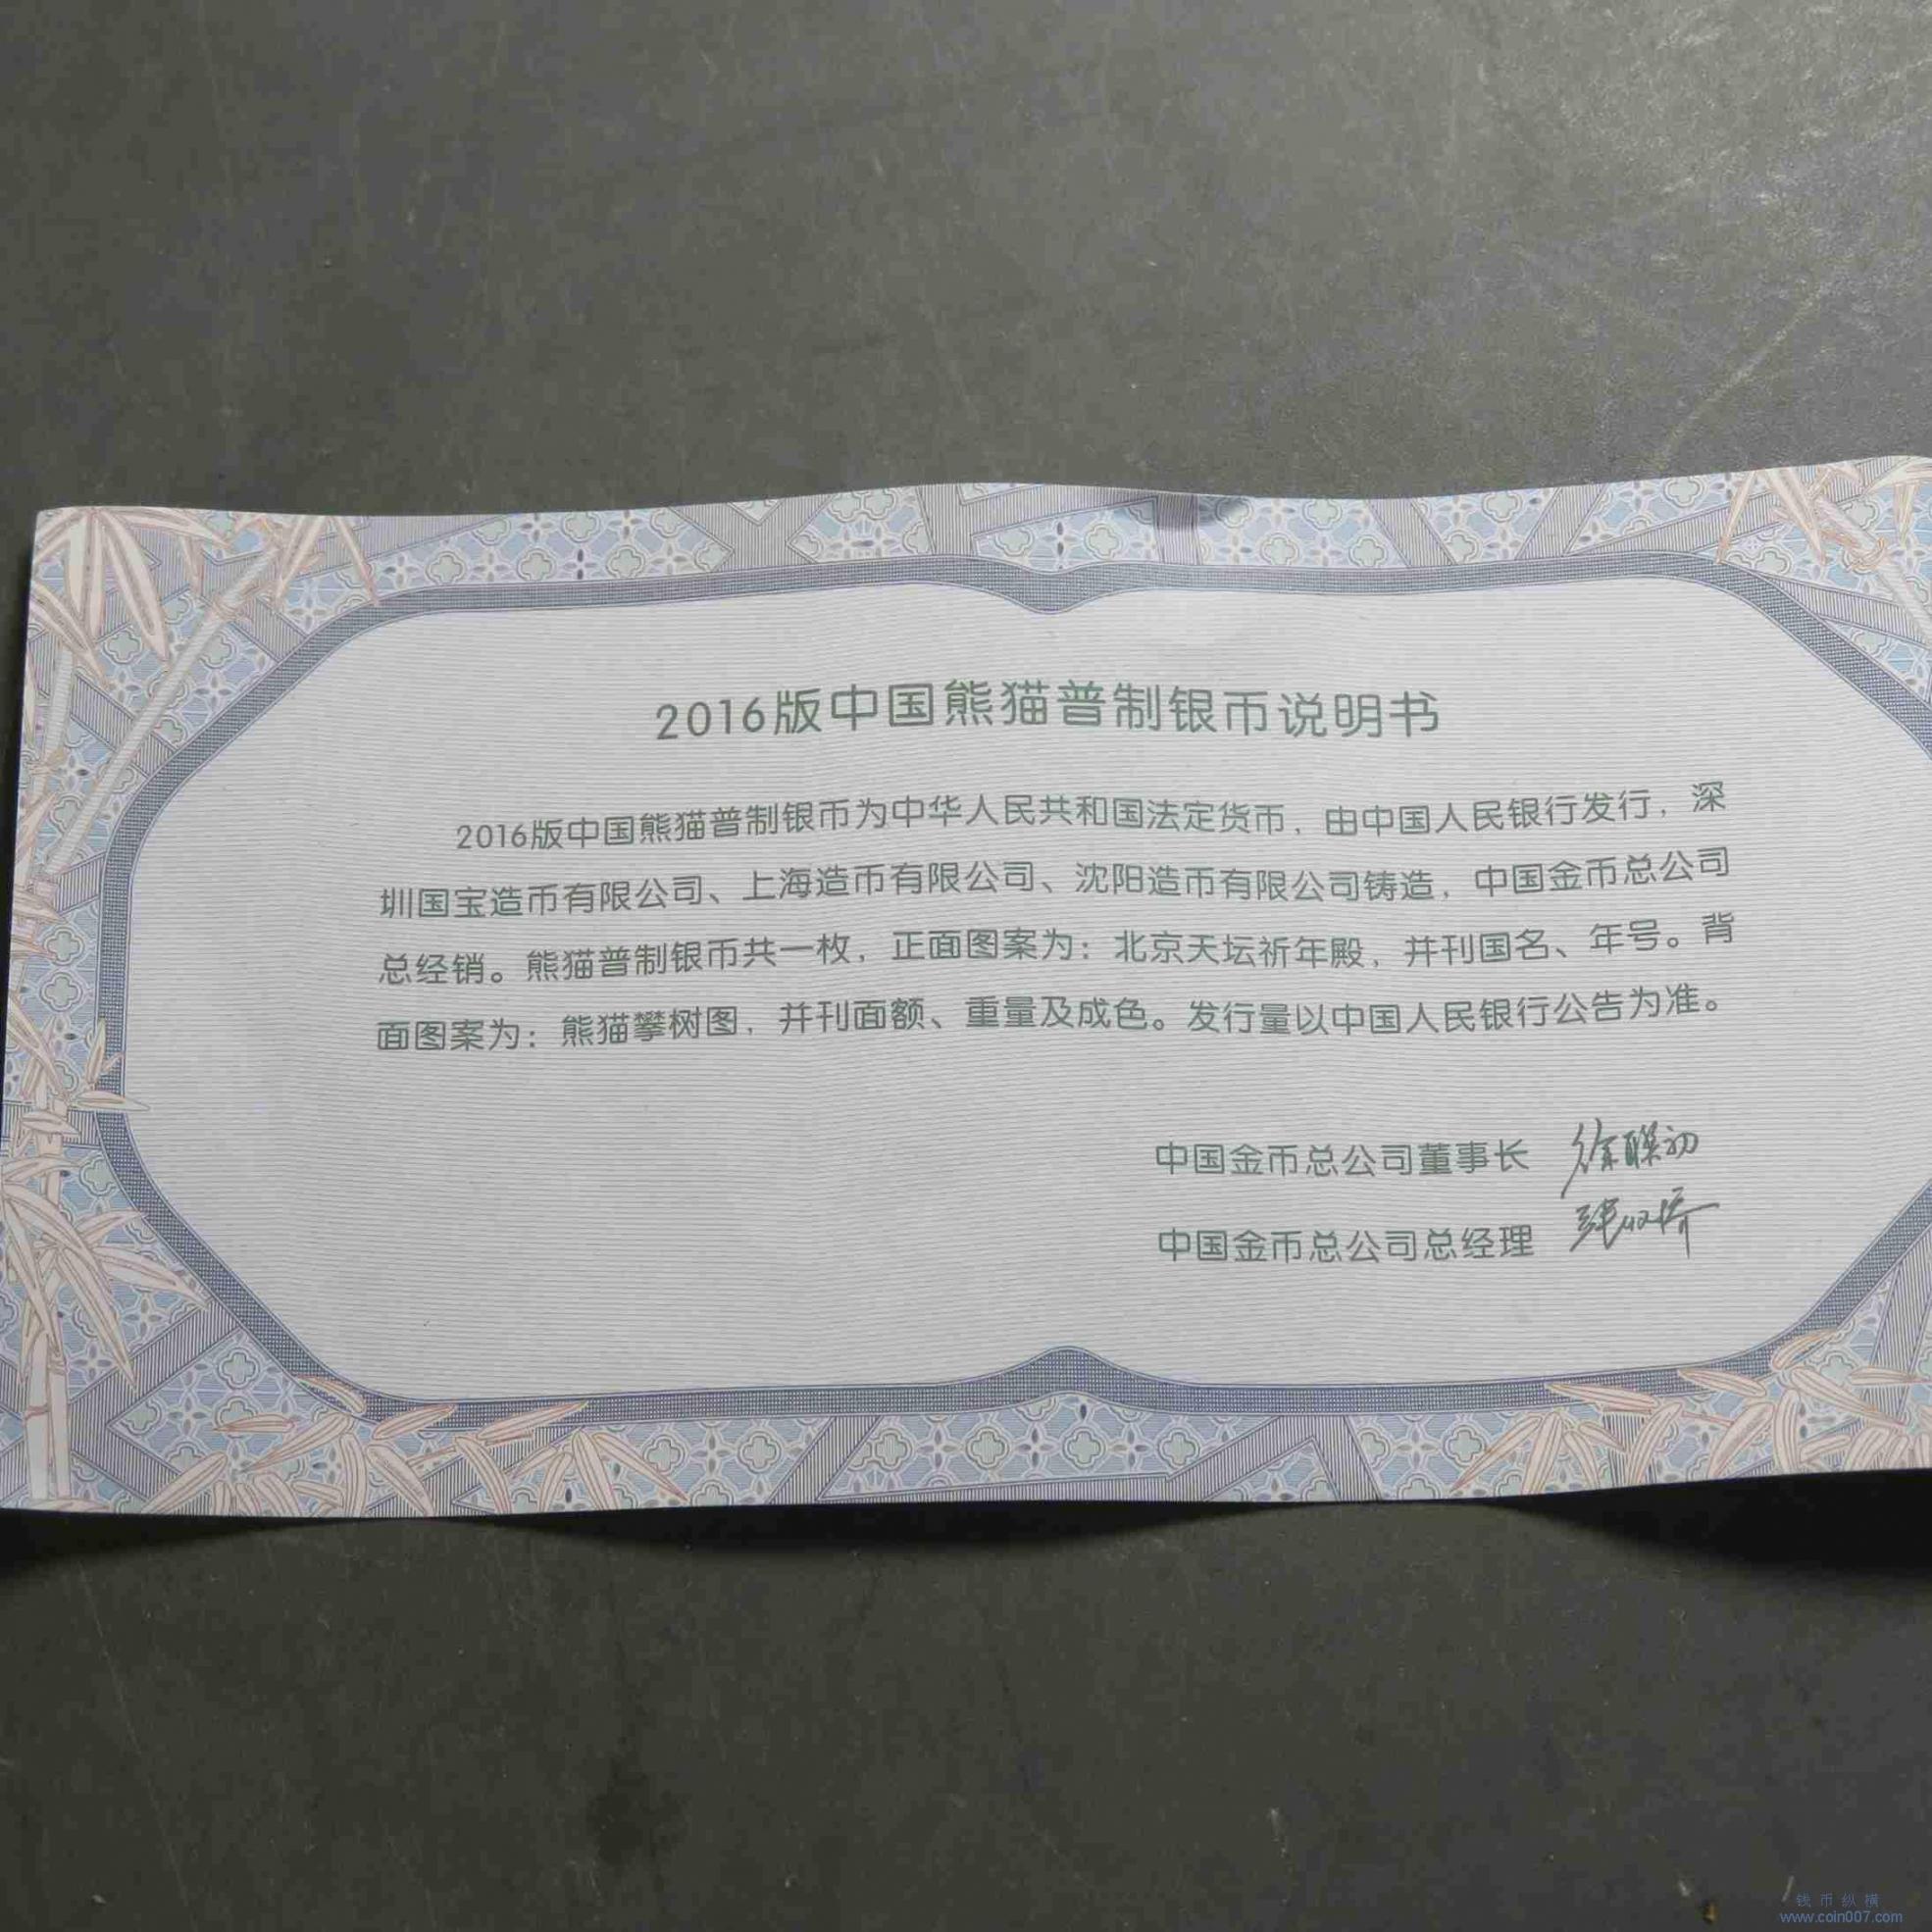 2016版中国熊猫普制银币说明书
2016版中国熊猫普制银币为中华人民共和国法定货币，由中国人民银行发行，深
圳国宝造币有限公司、上海造币有限公司、沈阳造币有限公司铸造，中国金币总公司
总经销。熊猫普制银币共一枚，正面图案为：北京天坛祈年殿，并刊国名、年号。背
面图案为：熊猫攀树图，并刊面额、重量及成色。发行量以中国人民银行公告为准。
中国金币总公司董事长 徐联初
中国金币总公司总经理
钱币纵横
www.coin007.com